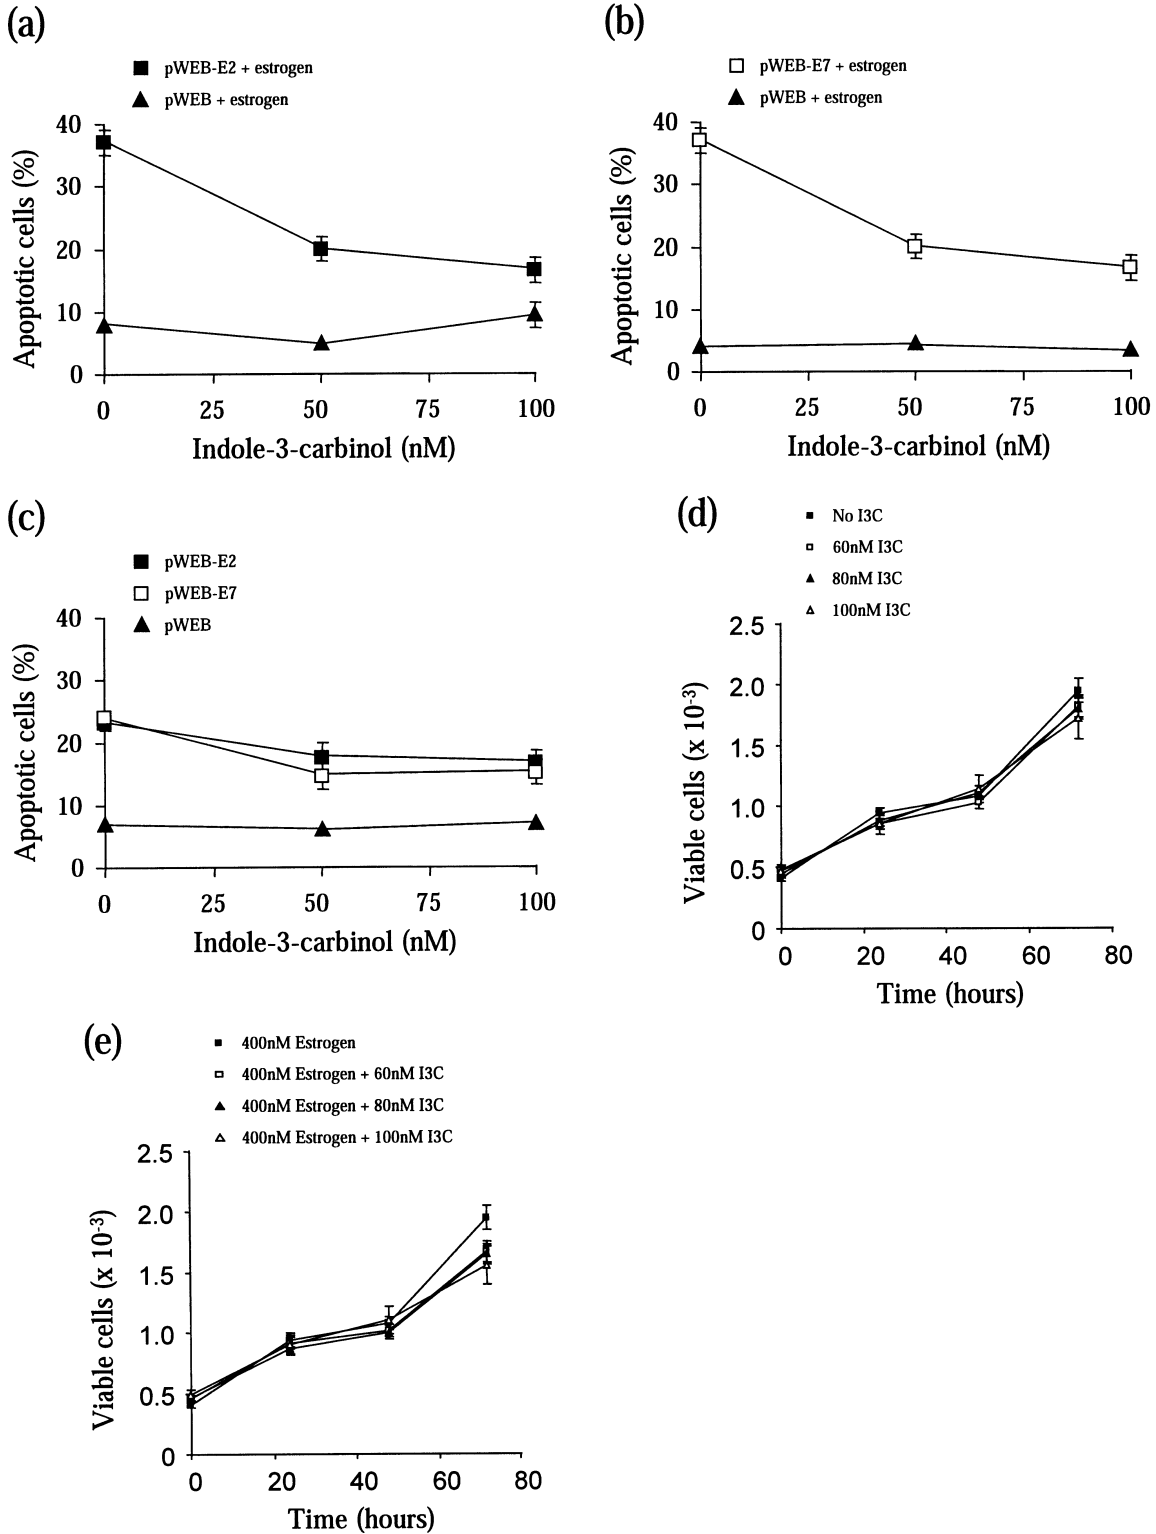 (a)
pWEB-E2 + estrogen
pWEB + estrogen
40
30
20
10
0
Apoptotic cells (%)
0 25 50 75 100
Indole-3-carbinol (nM)
(b)
pWEB-E7 + estrogen
pWEB + estrogen
40
30
20
10
0
Apoptotic cells (%)
0 25 50 75 100
Indole-3-carbinol (nM)
(c)
pWEB-E2
pWEB-E7
pWEB
40
30
20
10
0
Apoptotic cells (%)
0 25 50 75 100
Indole-3-carbinol (nM)
(d)
No I3C
60nM I3C
80nM I3C
100nM I3C
2.5
2.0
1.5
1.0
0.5
0
Viable cells (x 10⁻³)
0 20 40 60 80
Time (hours)
(e)
400nM Estrogen
400nM Estrogen + 60nM I3C
400nM Estrogen + 80nM I3C
400nM Estrogen + 100nM I3C
2.5
2.0
1.5
1.0
0.5
0
Viable cells (x 10⁻³)
0 20 40 60 80
Time (hours)